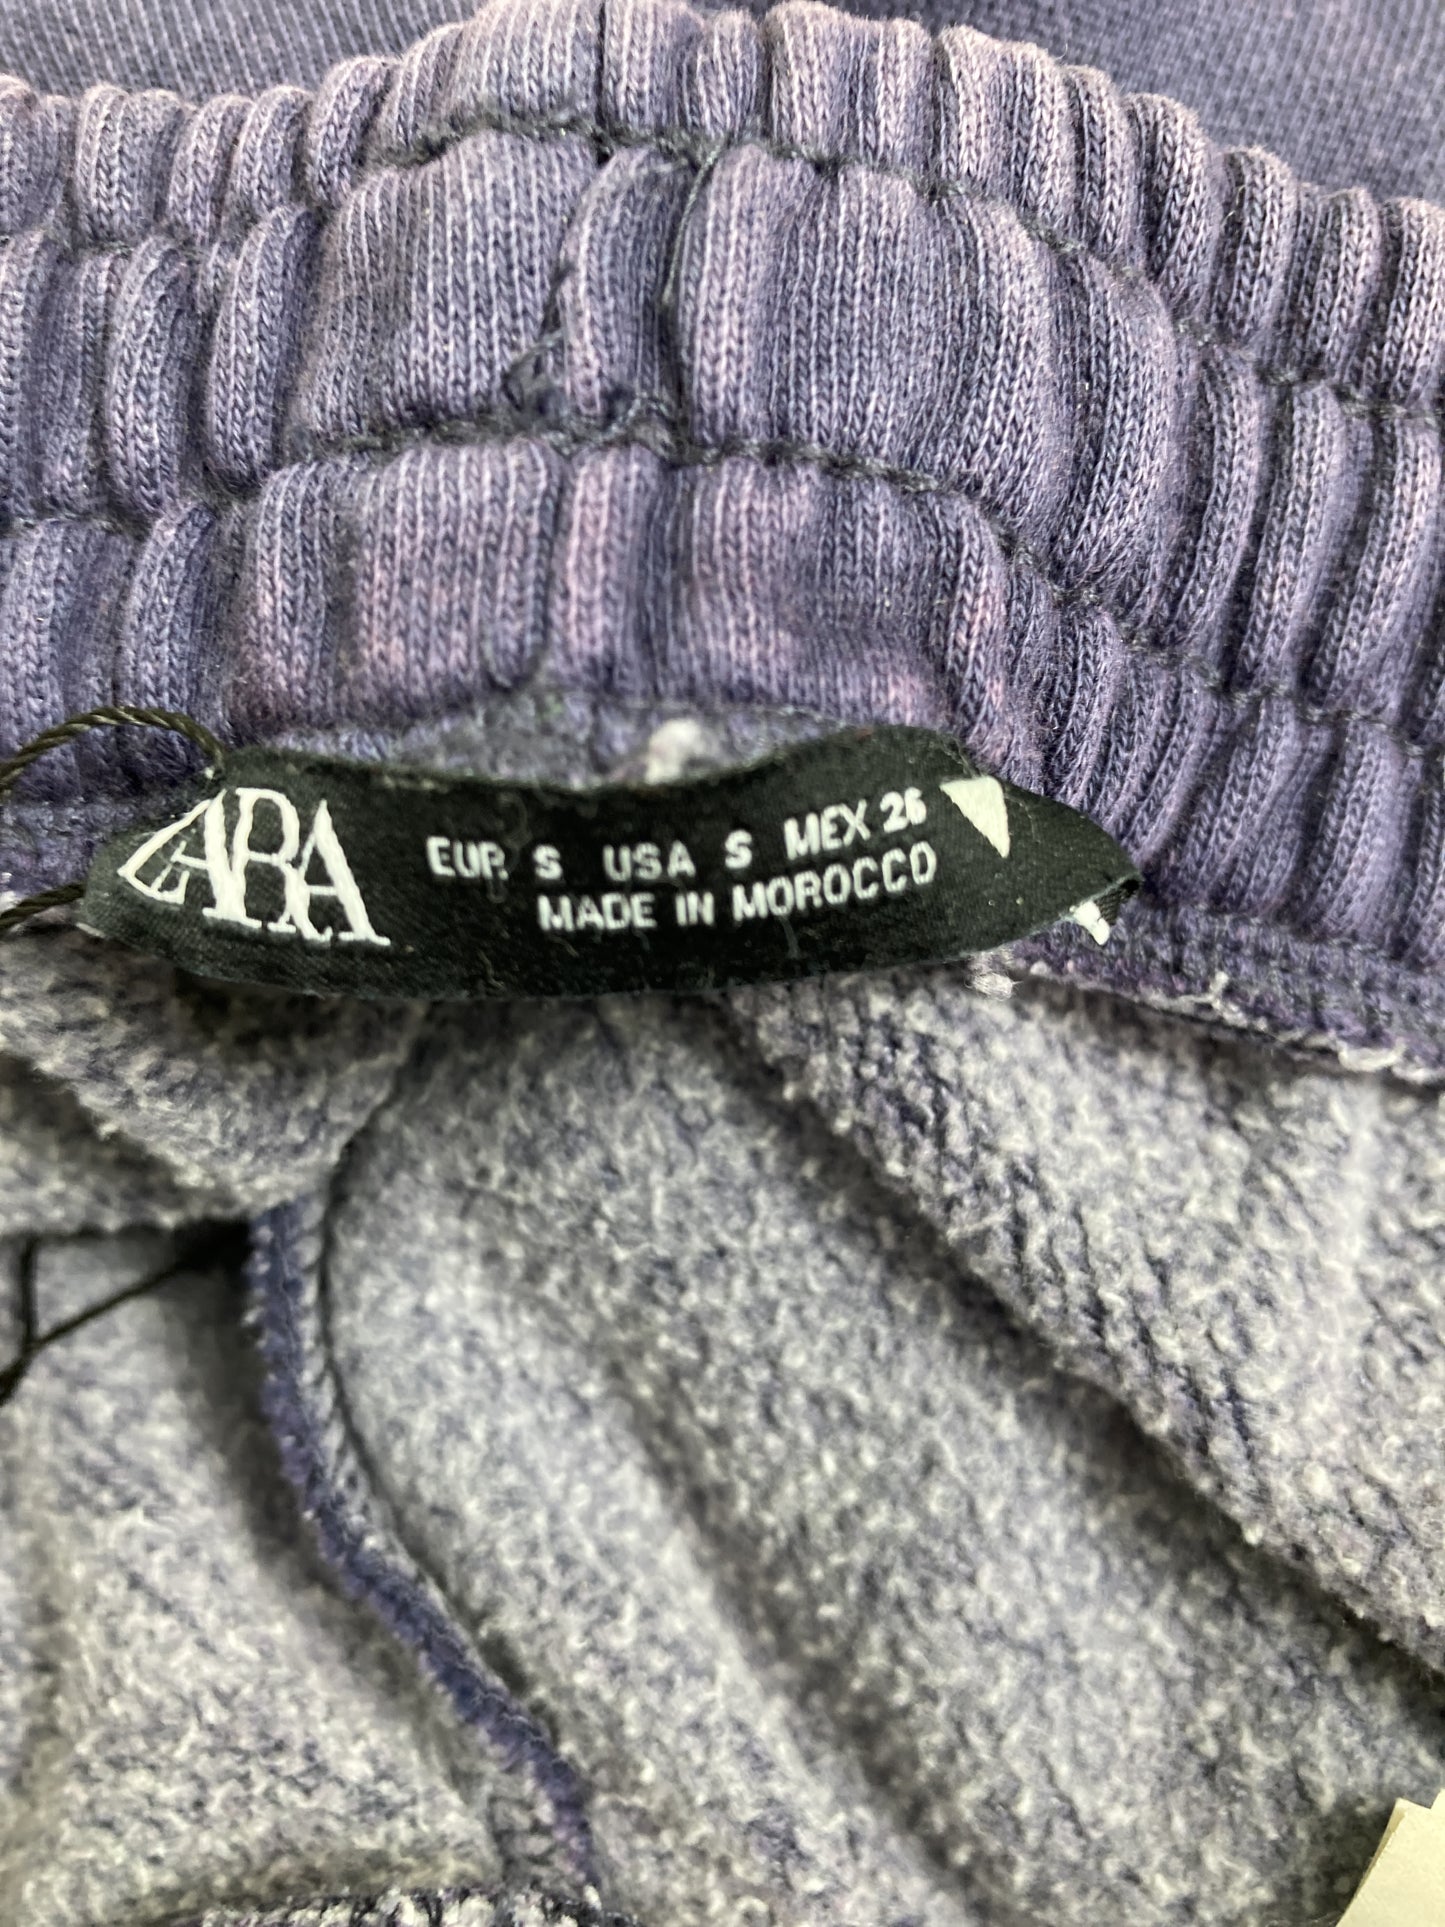 ZARA
EUR. S USA S MEX 26
MADE IN MOROCCO